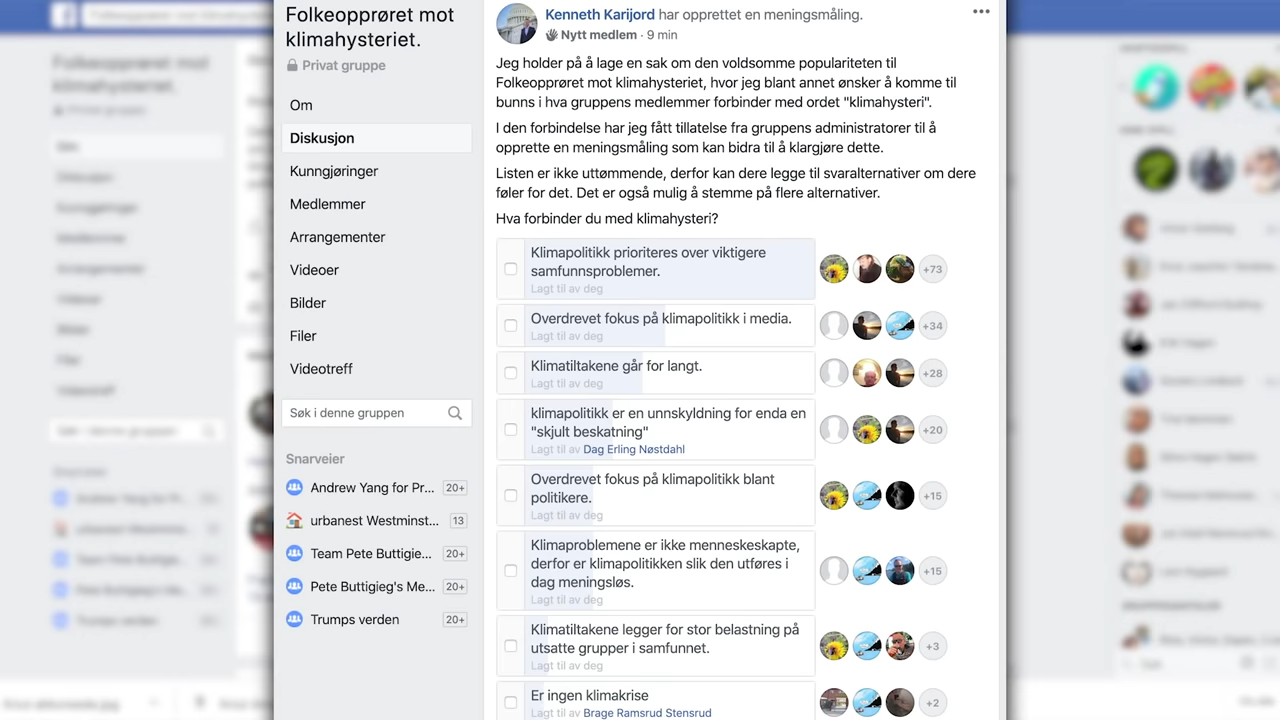 Folkeopprøret mot
klimahysteriet.
Privat gruppe
Om
Diskusjon
Kunngjøringer
Medlemmer
Arrangementer
Videoer
Bilder
Filer
Videotreff
Søk i denne gruppen
Snarveier
Andrew Yang for Pr... 20+
urbanest Westminst... 13
Team Pete Buttigie... 20+
Pete Buttigieg's Me... 20+
Trumps verden 20+
Kenneth Karijord har opprettet en meningsmåling.
Nytt medlem · 9 min
Jeg holder på å lage en sak om den voldsomme populariteten til
Folkeopprøret mot klimahysteriet, hvor jeg blant annet ønsker å komme til
bunns i hva gruppens medlemmer forbinder med ordet "klimahysteri".
I den forbindelse har jeg fått tillatelse fra gruppens administratorer til å
opprette en meningsmåling som kan bidra til å klargjøre dette.
Listen er ikke uttømmende, derfor kan dere legge til svaralternativer om dere
føler for det. Det er også mulig å stemme på flere alternativer.
Hva forbinder du med klimahysteri?
Klimapolitikk prioriteres over viktigere
samfunnsproblemer.
Lagt til av deg
+73
Overdrevet fokus på klimapolitikk i media.
Lagt til av deg
+34
Klimatiltakene går for langt.
Lagt til av deg
+28
klimapolitikk er en unnskyldning for enda en
"skjult beskatning"
Lagt til av Dag Erling Nøstdahl
+20
Overdrevet fokus på klimapolitikk blant
politikere.
Lagt til av deg
+15
Klimaproblemene er ikke menneskeskapte,
derfor er klimapolitikken slik den utføres i
dag meningsløs.
Lagt til av deg
+15
Klimatiltakene legger for stor belastning på
utsatte grupper i samfunnet.
Lagt til av deg
+3
Er ingen klimakrise
Lagt til av Brage Ramsrud Stensrud
+2